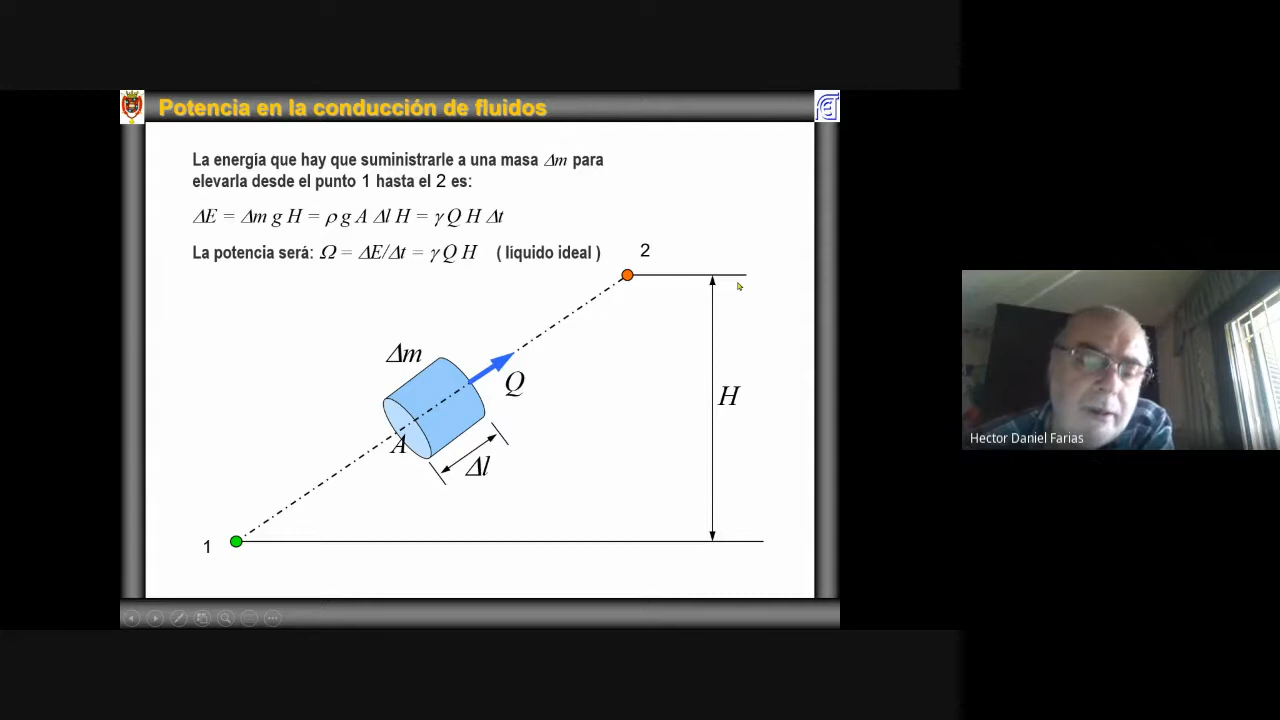 Potencia en la conducción de fluidos
La energía que hay que suministrarle a una masa Δm para
elevarla desde el punto 1 hasta el 2 es:
ΔE = Δm g H = ρ g A Δl H = γ Q H Δt
La potencia será: Ω = ΔE/Δt = γ Q H ( líquido ideal )
2
Δm
Q
H
A
Δl
1
Hector Daniel Farias